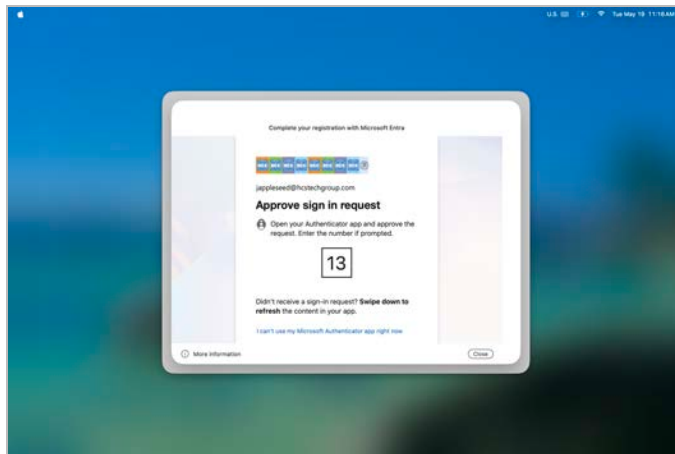 U.S. Tue May 19 11:16 AM
Complete your registration with Microsoft Entra
jappleseed@hcstechgroup.com
Approve sign in request
Open your Authenticator app and approve the
request. Enter the number if prompted.
13
Didn't receive a sign-in request? Swipe down to
refresh the content in your app.
I can't use my Microsoft Authenticator app right now
More information
Close